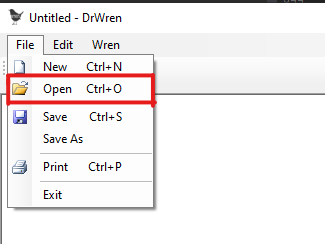 Untitled - DrWren
File Edit Wren
New Ctrl+N
Open Ctrl+O
Save Ctrl+S
Save As
Print Ctrl+P
Exit